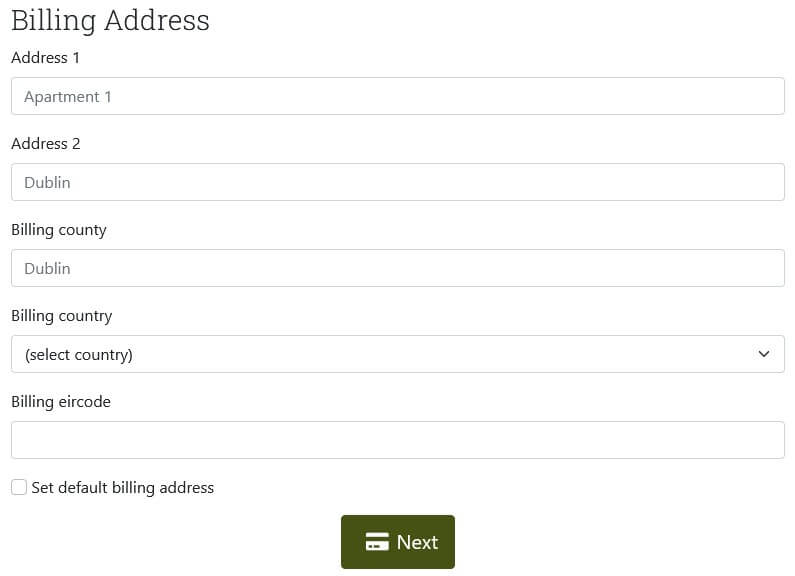 Billing Address
Address 1
Apartment 1
Address 2
Dublin
Billing county
Dublin
Billing country
(select country)
Billing eircode
Set default billing address
Next